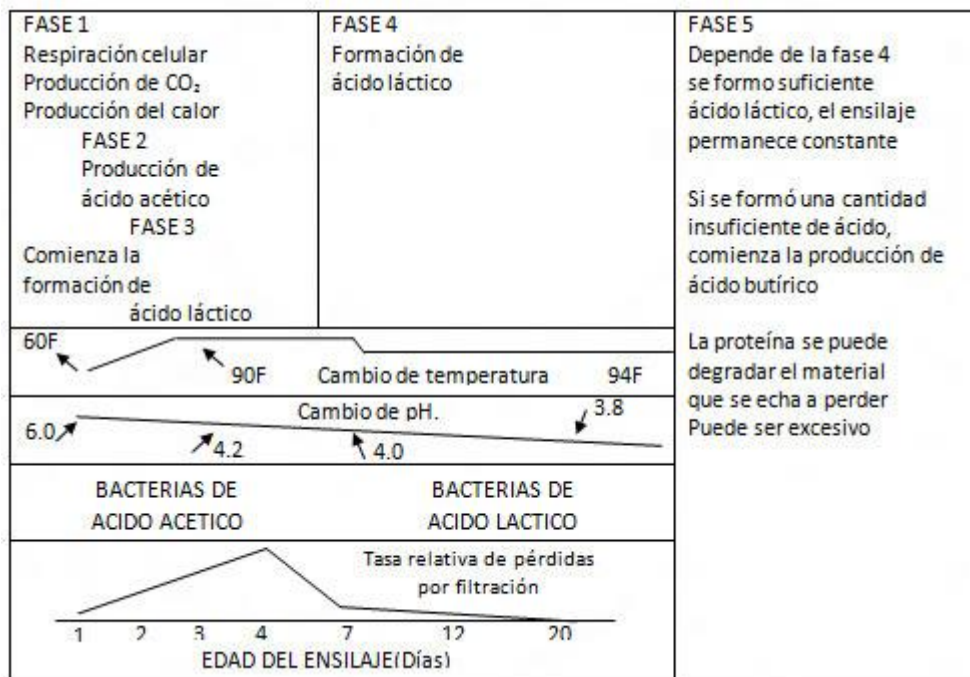 FASE 1
Respiración celular
Producción de CO₂
Producción del calor
FASE 2
Producción de
ácido acético
FASE 3
Comienza la
formación de
ácido láctico
FASE 4
Formación de
ácido láctico
FASE 5
Depende de la fase 4
se formo suficiente
ácido láctico, el ensilaje
permanece constante
Si se formó una cantidad
insuficiente de ácido,
comienza la producción de
ácido butírico
La proteína se puede
degradar el material
que se echa a perder
Puede ser excesivo
60F
90F Cambio de temperatura 94F
Cambio de pH. 3.8
6.0 4.2 4.0
BACTERIAS DE
ACIDO ACETICO
BACTERIAS DE
ACIDO LACTICO
Tasa relativa de pérdidas
por filtración
1 2 3 4 7 12 20
EDAD DEL ENSILAJE(Días)